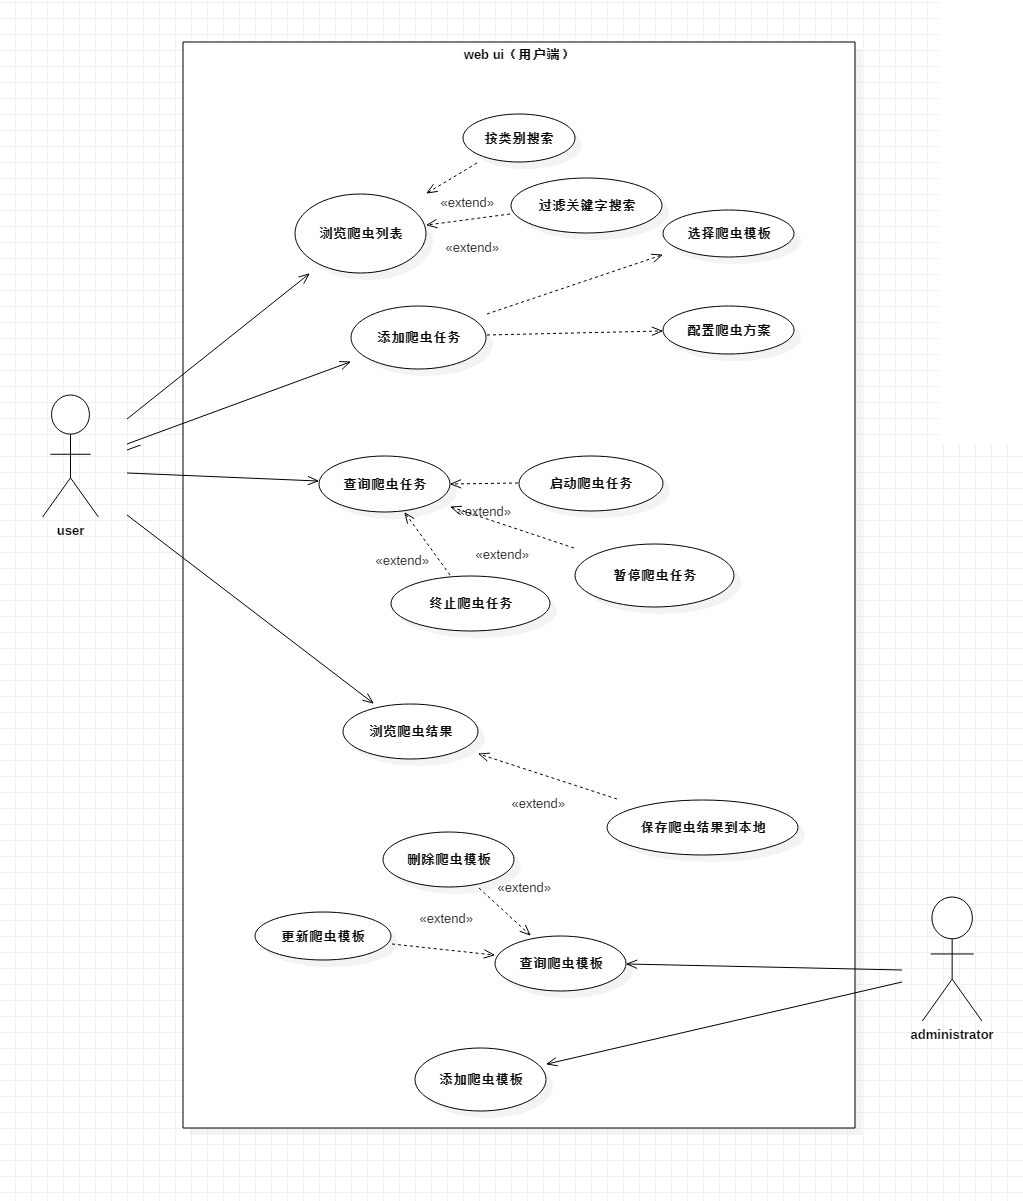 web ui（用户端）
按类别搜索
«extend»
过滤关键字搜索
浏览爬虫列表
选择爬虫模板
«extend»
添加爬虫任务
配置爬虫方案
user
查询爬虫任务
启动爬虫任务
«extend»
«extend»
«extend»
暂停爬虫任务
终止爬虫任务
浏览爬虫结果
«extend»
保存爬虫结果到本地
删除爬虫模板
«extend»
«extend»
更新爬虫模板
查询爬虫模板
administrator
添加爬虫模板